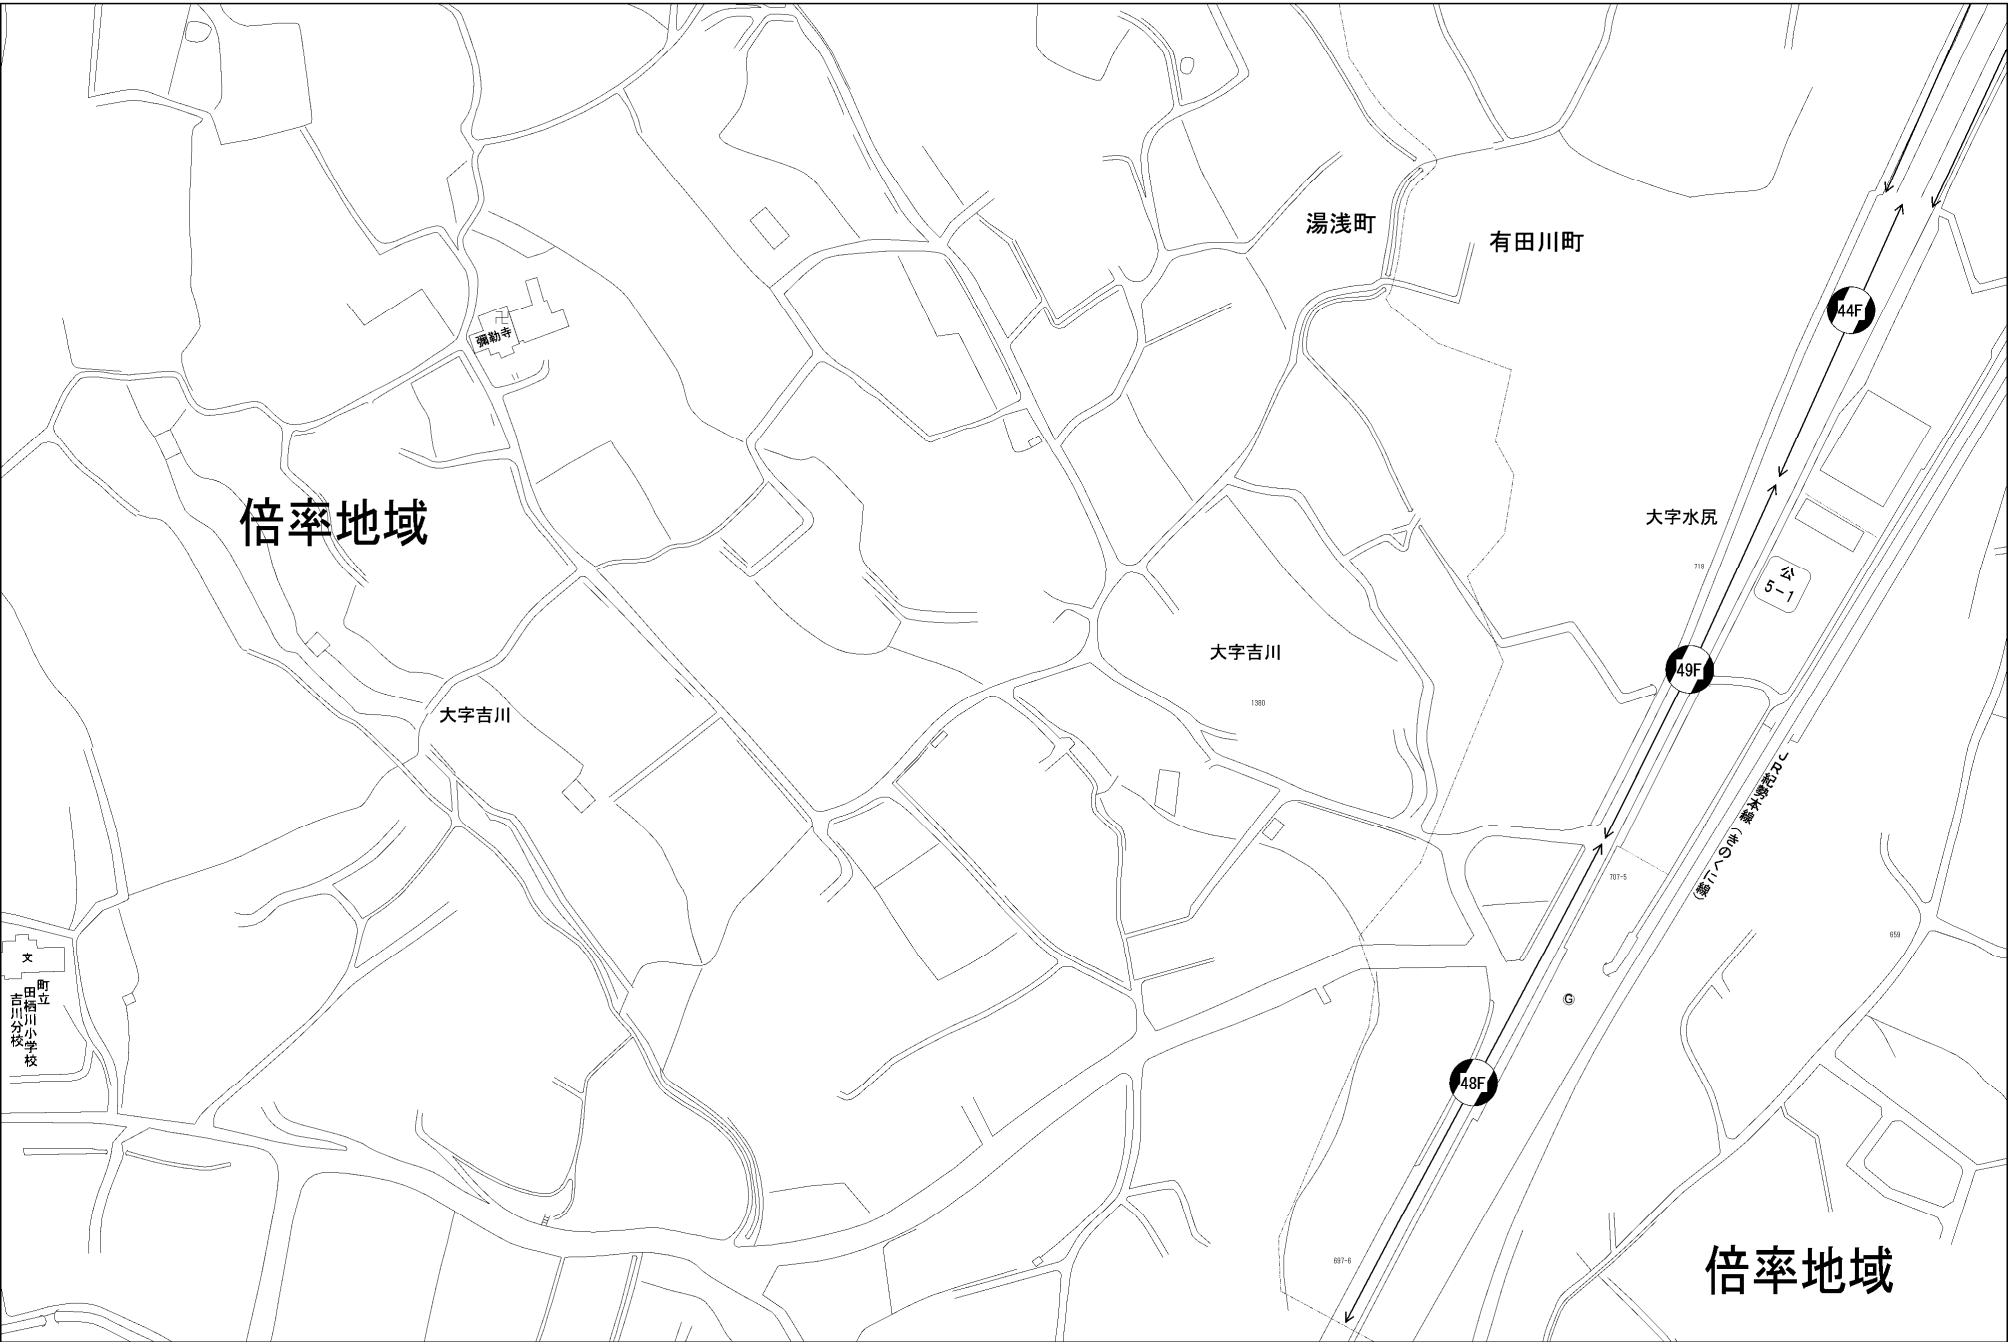 湯浅町
有田川町
44F
彌勒寺
倍率地域
大字水尻
718
公
5-1
大字吉川
49F
1380
大字吉川
JR紀勢本線(きのくに線)
707-5
659
文
町立
田栖川小学校
吉川分校
G
48F
697-6
倍率地域